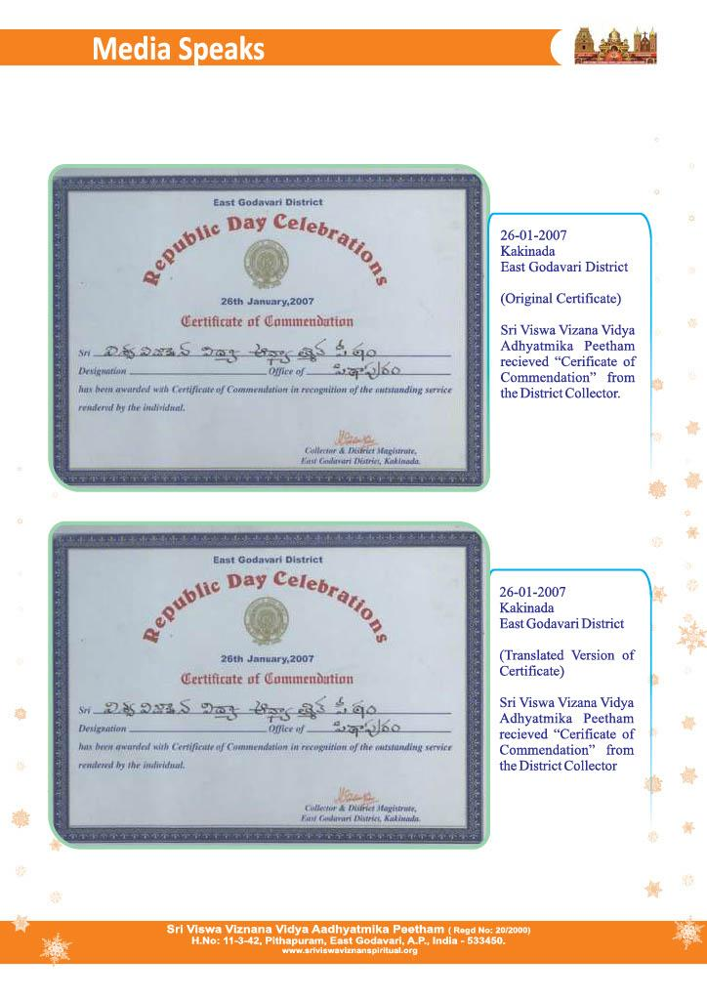 Media Speaks
East Godavari District
Republic Day Celebrations
26th January,2007
Certificate of Commendation
Sri విశ్వ విజ్ఞాన విద్యా ఆధ్యాత్మిక పీఠం
Designation Office of పిఠాపురం
has been awarded with Certificate of Commendation in recognition of the outstanding service
rendered by the individual.
Collector & District Magistrate,
East Godavari District, Kakinada.
26-01-2007
Kakinada
East Godavari District
(Original Certificate)
Sri Viswa Vizana Vidya
Adhyatmika Peetham
recieved “Cerificate of
Commendation” from
the District Collector.
East Godavari District
Republic Day Celebrations
26th January,2007
Certificate of Commendation
Sri విశ్వ విజ్ఞాన విద్యా ఆధ్యాత్మిక పీఠం
Designation Office of పిఠాపురం
has been awarded with Certificate of Commendation in recognition of the outstanding service
rendered by the individual.
Collector & District Magistrate,
East Godavari District, Kakinada.
26-01-2007
Kakinada
East Godavari District
(Translated Version of
Certificate)
Sri Viswa Vizana Vidya
Adhyatmika Peetham
recieved “Cerificate of
Commendation” from
the District Collector
Sri Viswa Viznana Vidya Aadhyatmika Peetham ( Regd No: 20/2000)
H.No: 11-3-42, Pithapuram, East Godavari, A.P., India - 533450.
www.sriviswaviznanspiritual.org